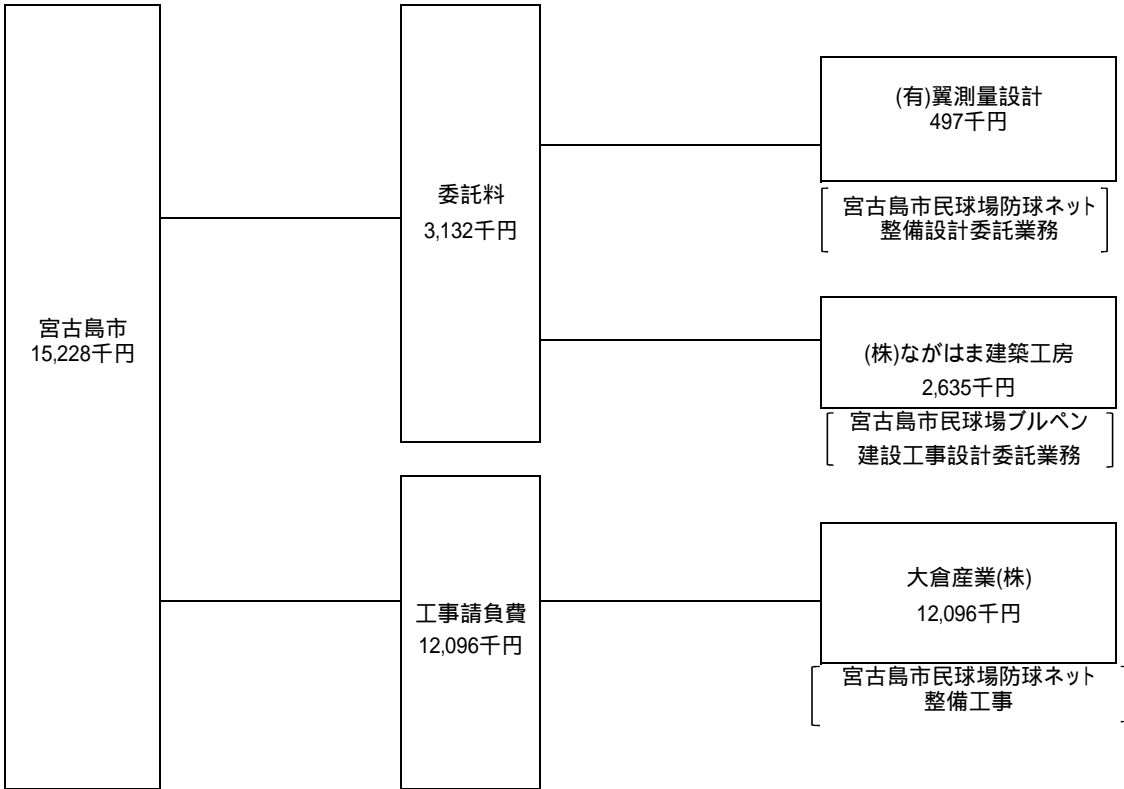 宮古島市
15,228千円
委託料
3,132千円
(有)翼測量設計
497千円
宮古島市民球場防球ネット
整備設計委託業務
(株)ながはま建築工房
2,635千円
宮古島市民球場ブルペン
建設工事設計委託業務
工事請負費
12,096千円
大倉産業(株)
12,096千円
宮古島市民球場防球ネット
整備工事